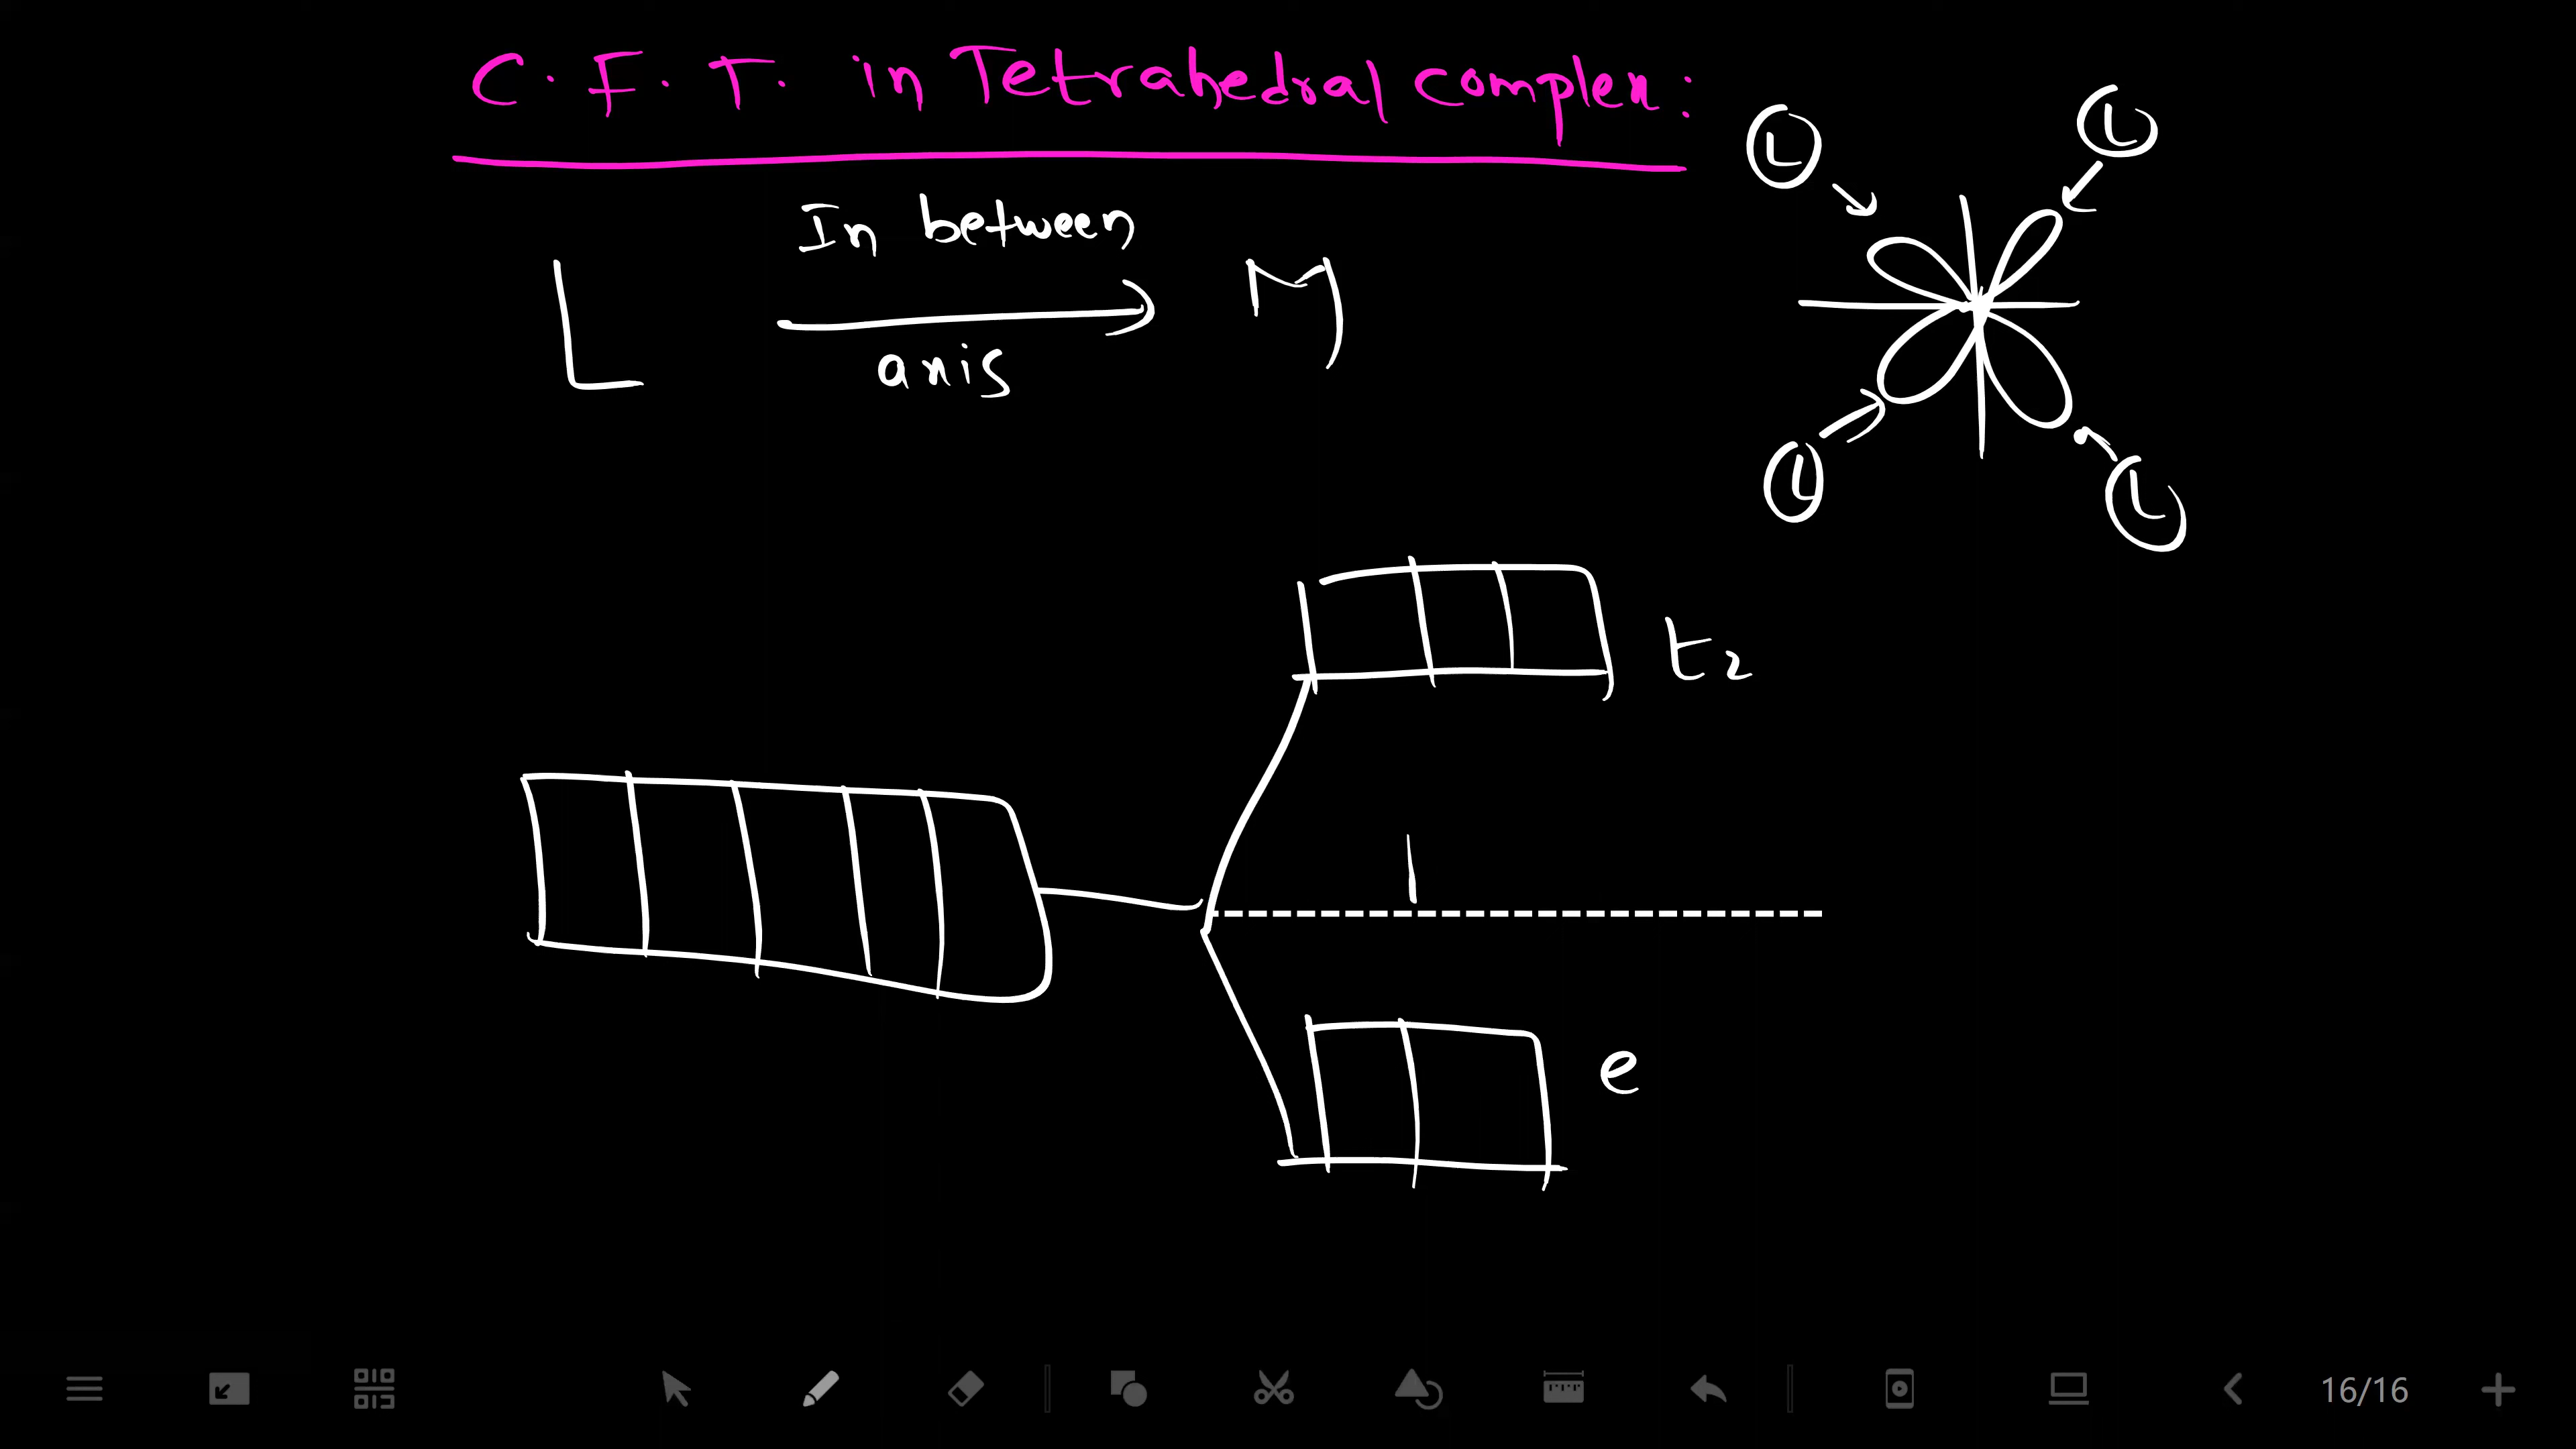 C. F. T. in Tetrahedral complex:
L In between axis M
L
L
L
L
t2
e
16/16